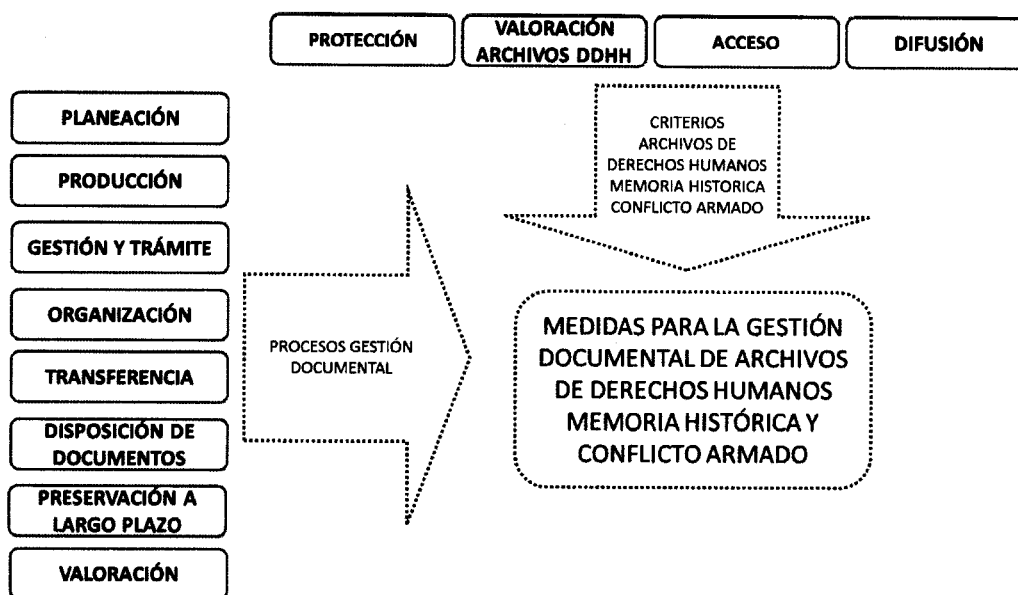 PROTECCIÓN
VALORACIÓN
ARCHIVOS DDHH
ACCESO
DIFUSIÓN
PLANEACIÓN
PRODUCCIÓN
GESTIÓN Y TRÁMITE
ORGANIZACIÓN
TRANSFERENCIA
DISPOSICIÓN DE
DOCUMENTOS
PRESERVACIÓN A
LARGO PLAZO
VALORACIÓN
PROCESOS GESTIÓN
DOCUMENTAL
CRITERIOS
ARCHIVOS DE
DERECHOS HUMANOS
MEMORIA HISTORICA
CONFLICTO ARMADO
MEDIDAS PARA LA GESTIÓN
DOCUMENTAL DE ARCHIVOS
DE DERECHOS HUMANOS
MEMORIA HISTÓRICA Y
CONFLICTO ARMADO